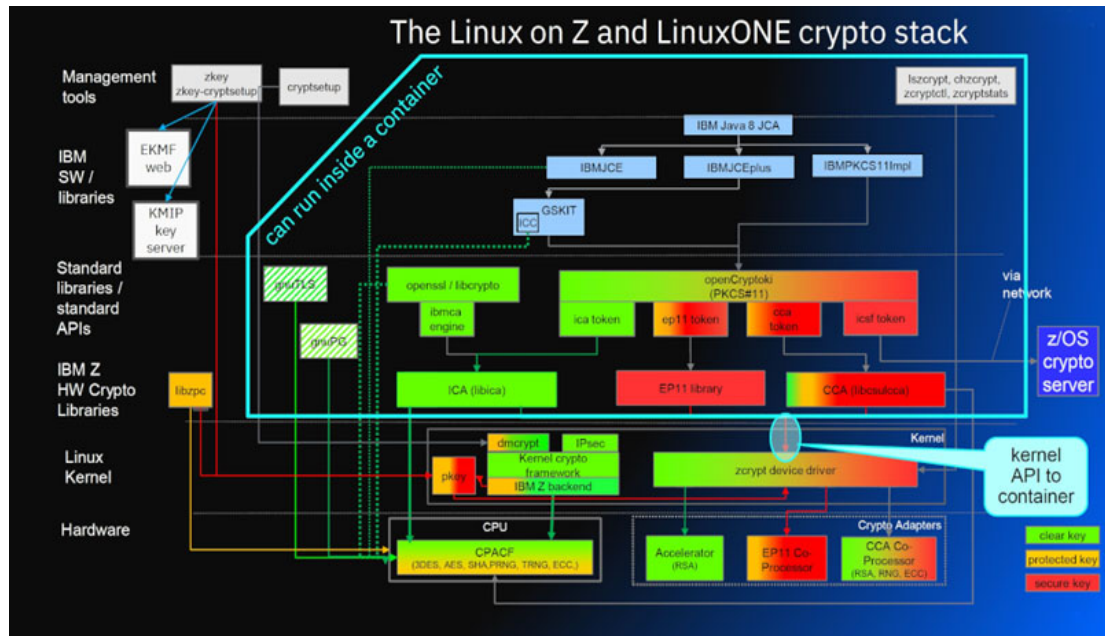 The Linux on Z and LinuxONE crypto stack
Management
tools
zkey
zkey-cryptsetup
cryptsetup
lszcrypt, chzcrypt,
zcryptctl, zcryptstats
can run inside a container
IBM
SW /
libraries
EKMF
web
KMIP
key
server
IBM Java 8 JCA
IBMJCE
IBMJCEplus
IBMPKCS11Impl
GSKIT
ICC
Standard
libraries /
standard
APIs
gnuTLS
gnuPG
openssl / libcrypto
ibmca
engine
openCryptoki
(PKCS#11)
ica token
ep11 token
cca
token
icsf token
via
network
z/OS
crypto
server
IBM Z
HW Crypto
Libraries
libzpc
ICA (libica)
EP11 library
CCA (libcsulcca)
Linux
Kernel
Kernel
dmcrypt
IPsec
Kernel crypto
framework
IBM Z backend
pkey
zcrypt device driver
kernel
API to
container
Hardware
CPU
CPACF
(3DES, AES, SHA,PRNG, TRNG, ECC,)
Crypto Adapters
Accelerator
(RSA)
EP11 Co-
Processor
CCA Co-
Processor
(RSA, RNG, ECC)
clear key
protected key
secure key